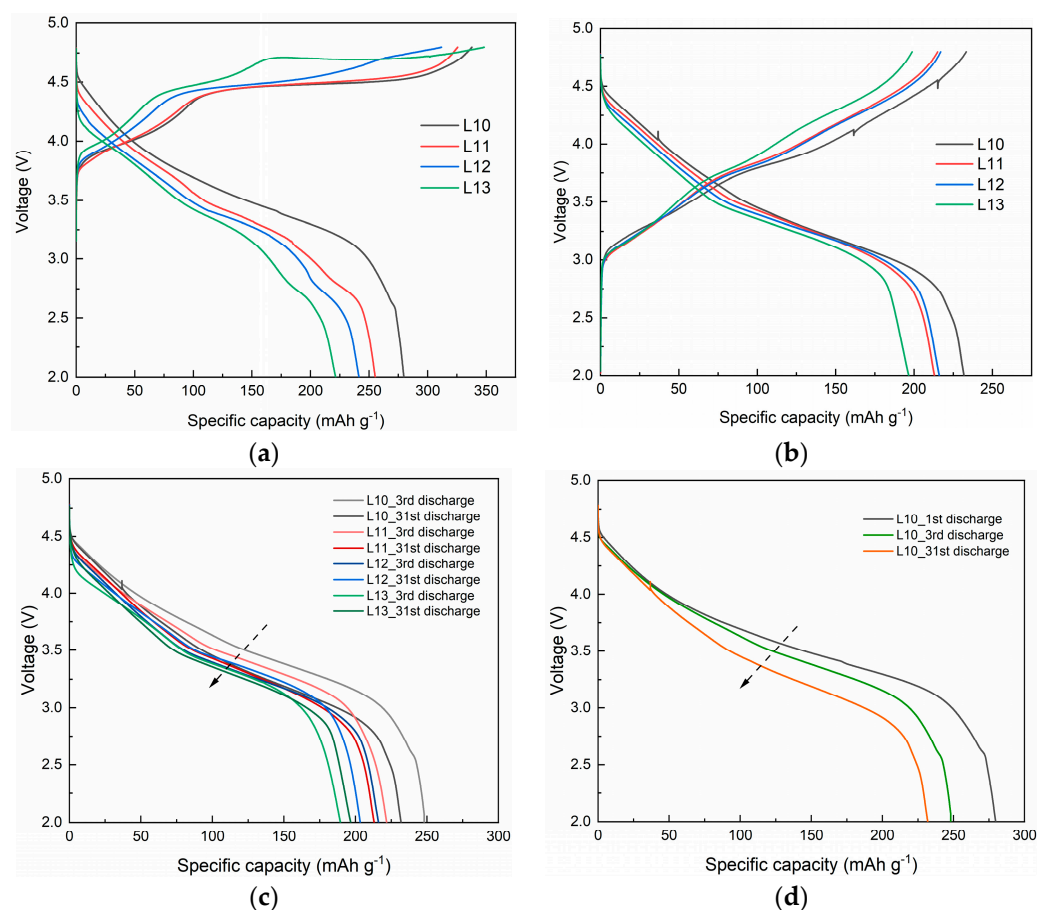 5.0
4.5
4.0
3.5
3.0
2.5
2.0
Voltage (V)
0 50 100 150 200 250 300 350
Specific capacity (mAh g⁻¹)
L10
L11
L12
L13
(a)
5.0
4.5
4.0
3.5
3.0
2.5
2.0
Voltage (V)
0 50 100 150 200 250
Specific capacity (mAh g⁻¹)
L10
L11
L12
L13
(b)
5.0
4.5
4.0
3.5
3.0
2.5
2.0
Voltage (V)
0 50 100 150 200 250 300
Specific capacity (mAh g⁻¹)
L10_3rd discharge
L10_31st discharge
L11_3rd discharge
L11_31st discharge
L12_3rd discharge
L12_31st discharge
L13_3rd discharge
L13_31st discharge
(c)
5.0
4.5
4.0
3.5
3.0
2.5
2.0
Voltage (V)
0 50 100 150 200 250 300
Specific capacity (mAh g⁻¹)
L10_1st discharge
L10_3rd discharge
L10_31st discharge
(d)